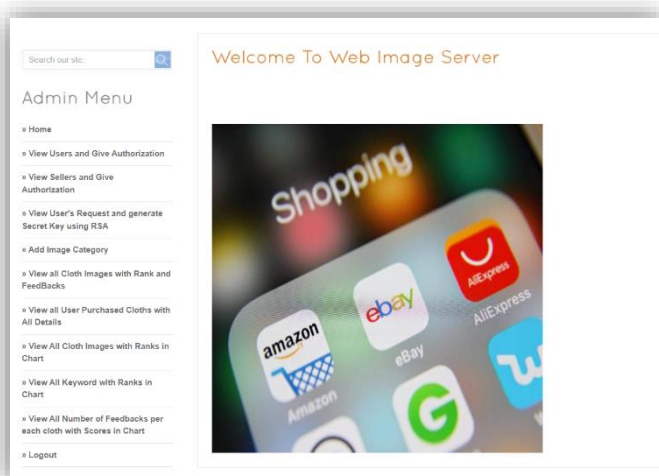 Search our site:
Admin Menu
» Home
» View Users and Give Authorization
» View Sellers and Give
Authorization
» View User's Request and generate
Secret Key using RSA
» Add Image Category
» View all Cloth Images with Rank and
FeedBacks
» View all User Purchased Cloths with
All Details
» View All Cloth Images with Ranks in
Chart
» View All Keyword with Ranks in
Chart
» View All Number of Feedbacks per
each cloth with Scores in Chart
» Logout
Welcome To Web Image Server
Shopping
amazon
Amazon
ebay
eBay
AliExpress
AliExpress